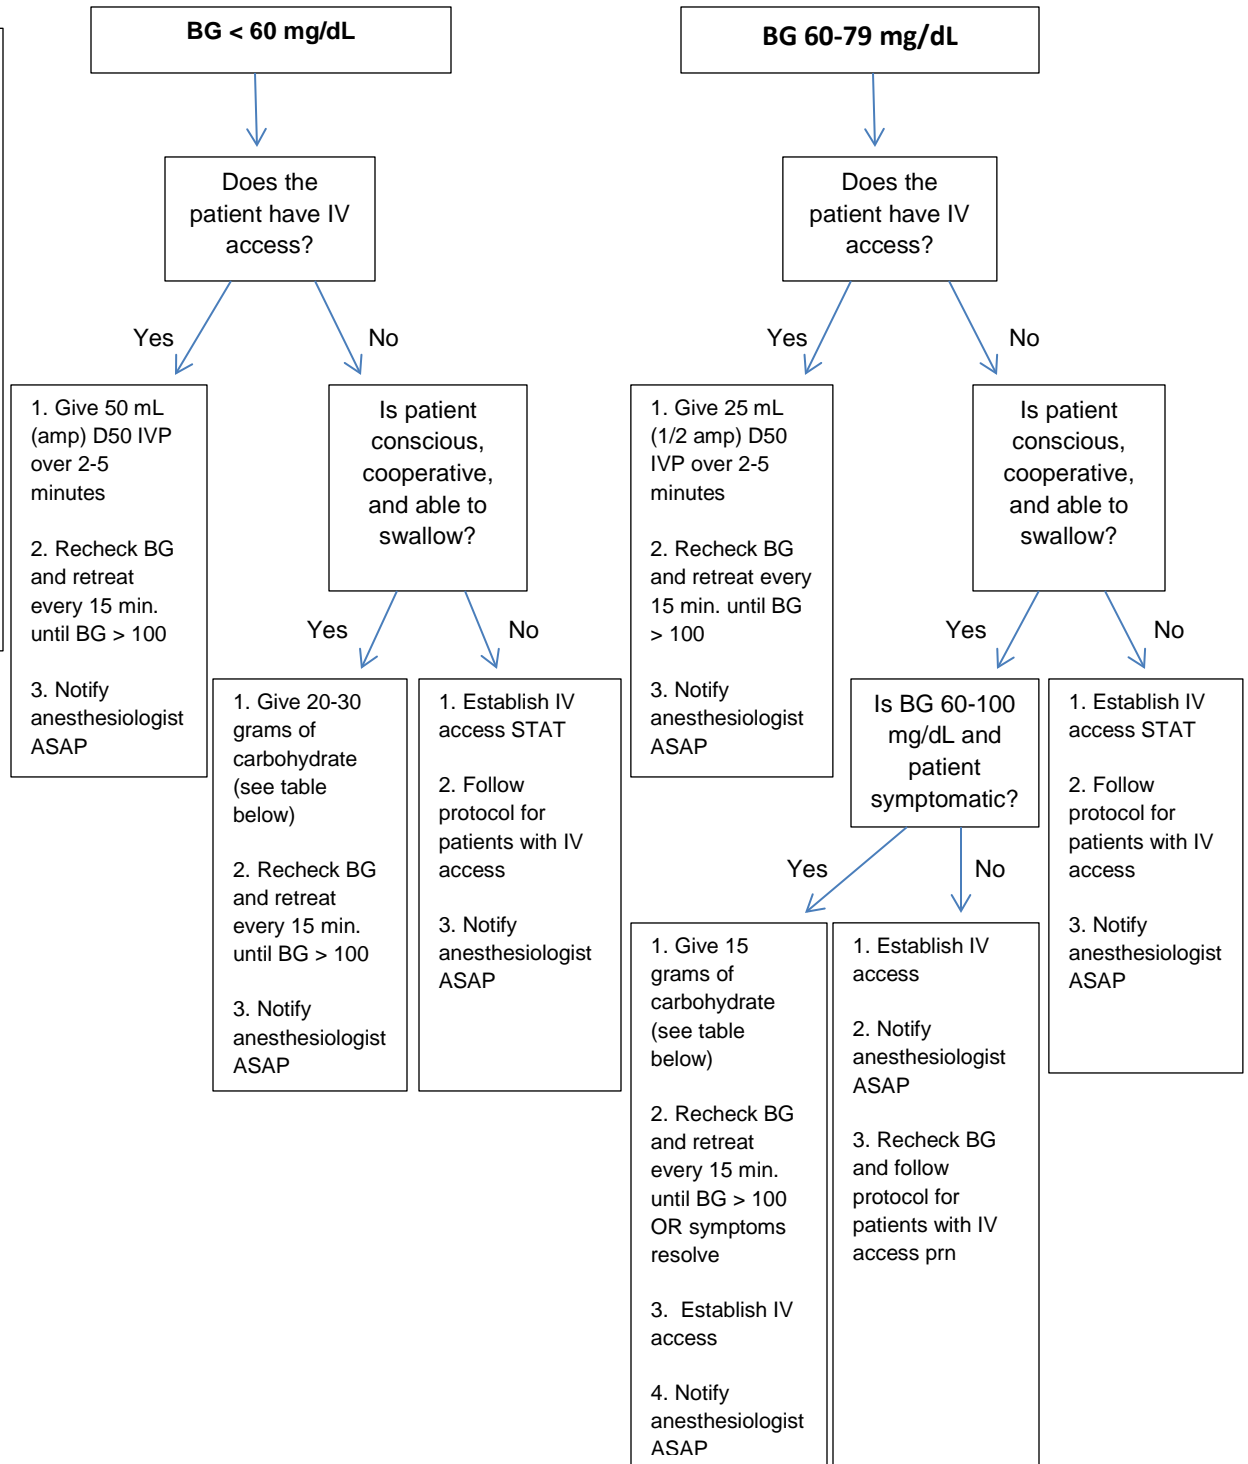 BG < 60 mg/dL
Does the
patient have IV
access?
Yes
No
1. Give 50 mL
(amp) D50 IVP
over 2-5
minutes
2. Recheck BG
and retreat
every 15 min.
until BG > 100
3. Notify
anesthesiologist
ASAP
Is patient
conscious,
cooperative,
and able to
swallow?
Yes
No
1. Give 20-30
grams of
carbohydrate
(see table
below)
2. Recheck BG
and retreat
every 15 min.
until BG > 100
3. Notify
anesthesiologist
ASAP
1. Establish IV
access STAT
2. Follow
protocol for
patients with IV
access
3. Notify
anesthesiologist
ASAP
BG 60-79 mg/dL
Does the
patient have IV
access?
Yes
No
1. Give 25 mL
(1/2 amp) D50
IVP over 2-5
minutes
2. Recheck BG
and retreat every
15 min. until BG
> 100
3. Notify
anesthesiologist
ASAP
Is patient
conscious,
cooperative,
and able to
swallow?
Yes
No
Is BG 60-100
mg/dL and
patient
symptomatic?
Yes
No
1. Give 15
grams of
carbohydrate
(see table
below)
2. Recheck BG
and retreat
every 15 min.
until BG > 100
OR symptoms
resolve
3. Establish IV
access
4. Notify
anesthesiologist
ASAP
1. Establish IV
access
2. Notify
anesthesiologist
ASAP
3. Recheck BG
and follow
protocol for
patients with IV
access prn
1. Establish IV
access STAT
2. Follow
protocol for
patients with IV
access
3. Notify
anesthesiologist
ASAP